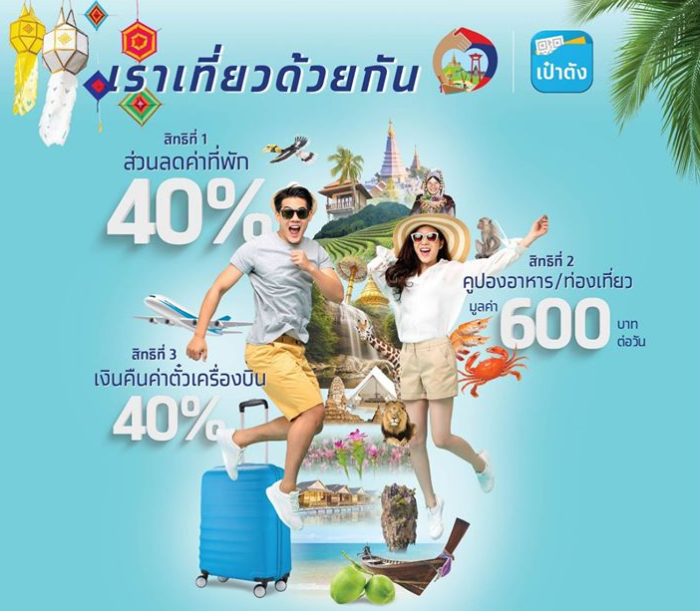 เราเที่ยวด้วยกัน
เป๋าตัง
สิทธิที่ 1
ส่วนลดค่าที่พัก
40%
สิทธิที่ 2
คูปองอาหาร/ท่องเที่ยว
มูลค่า 600 บาท
ต่อวัน
สิทธิที่ 3
เงินคืนค่าตั๋วเครื่องบิน
40%